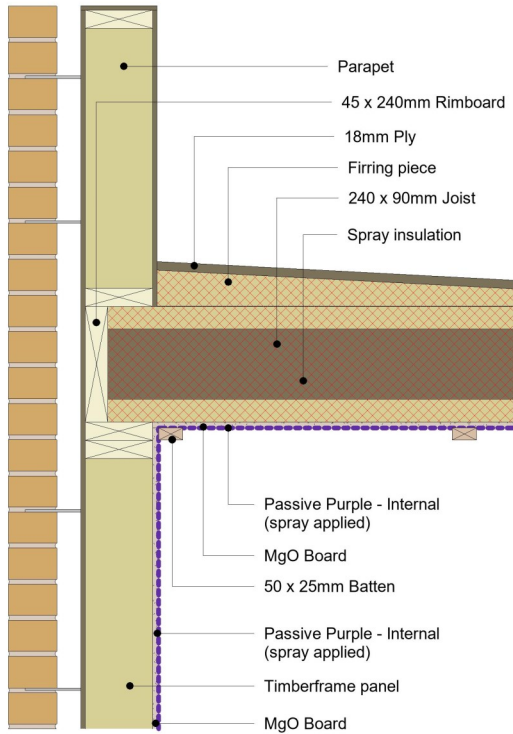 Parapet
45 x 240mm Rimboard
18mm Ply
Firring piece
240 x 90mm Joist
Spray insulation
Passive Purple - Internal
(spray applied)
MgO Board
50 x 25mm Batten
Passive Purple - Internal
(spray applied)
Timberframe panel
MgO Board